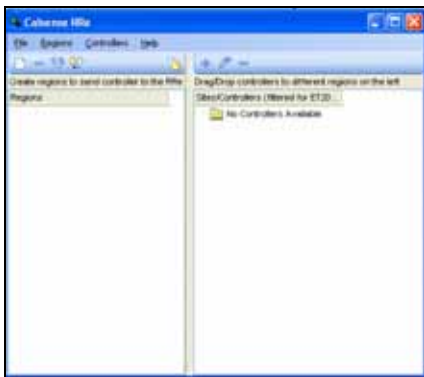 Calsense RRe
File Regions Controllers Help
Create regions to send controller to the RRe
Drag/Drop controllers to different regions on the left
Regions
Sites/Controllers (filtered for ET20...
No Controllers Available